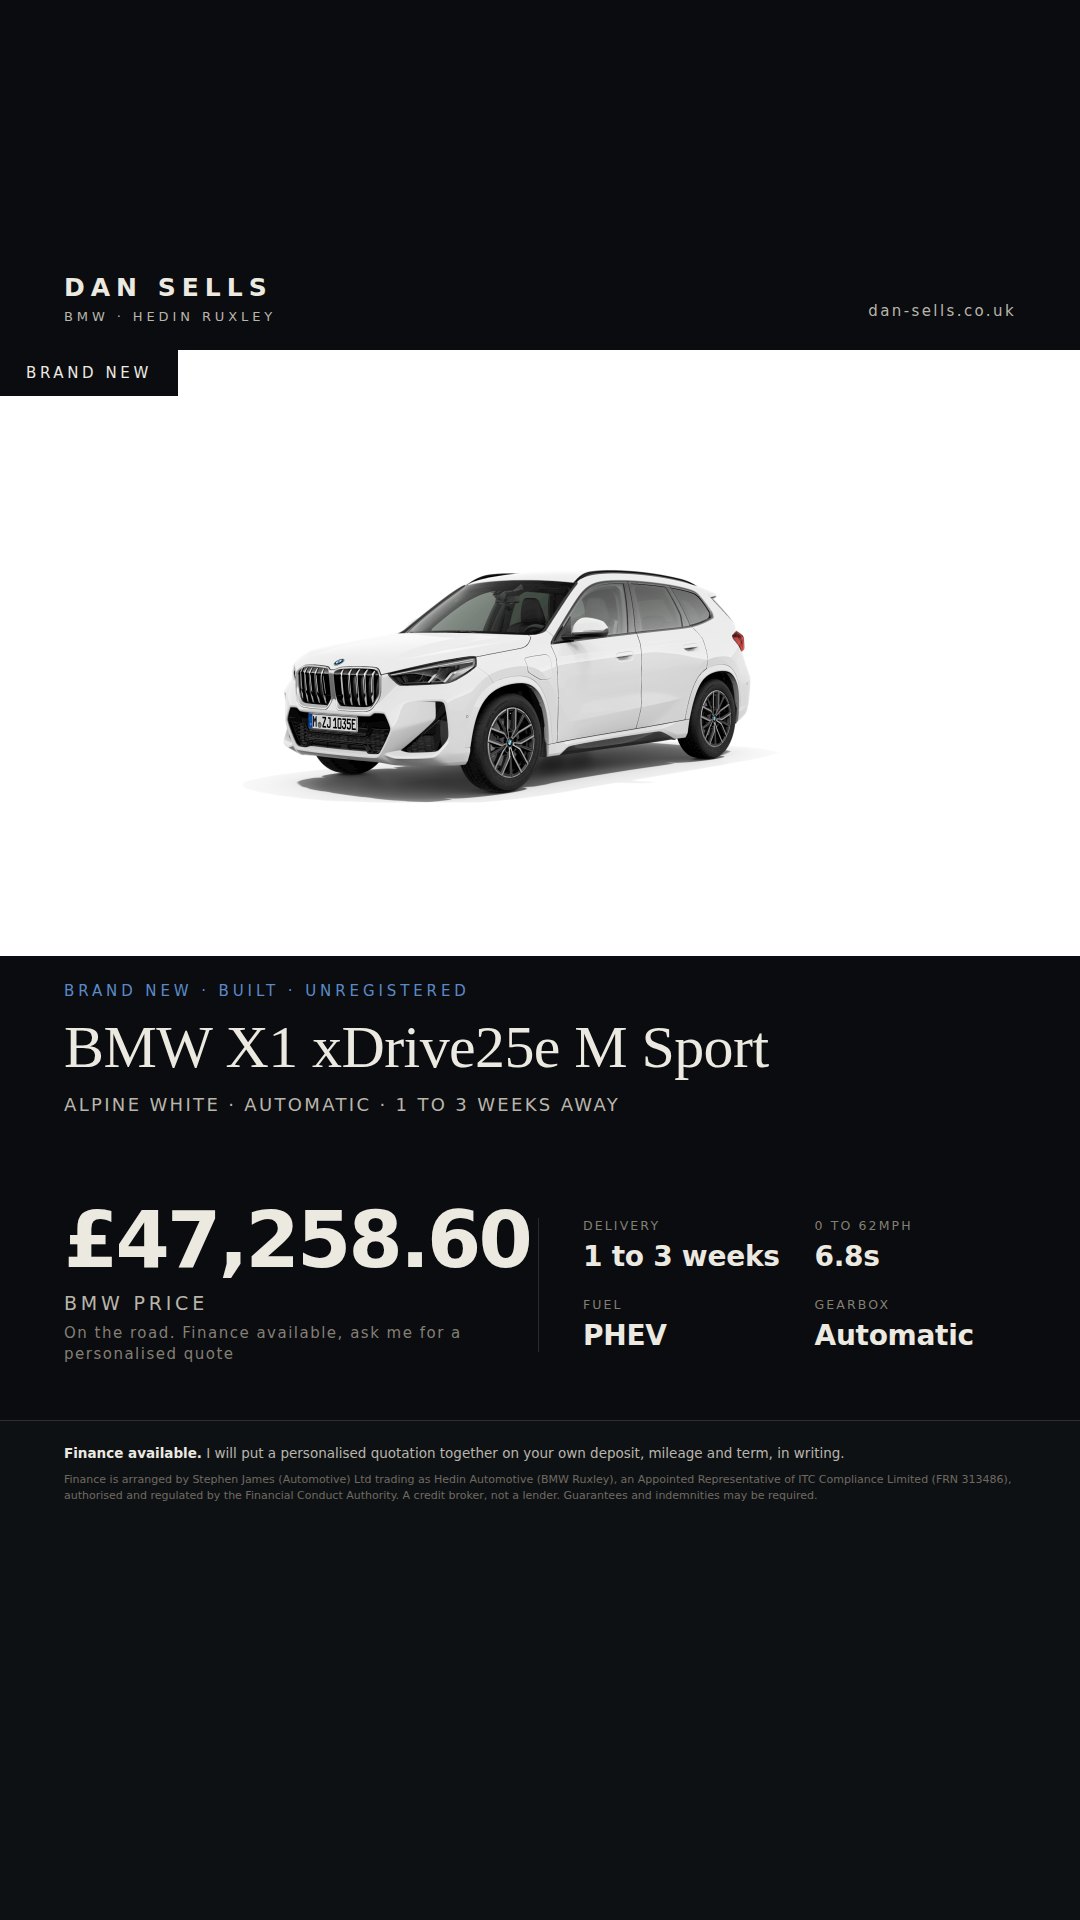 DAN SELLS
BMW · HEDIN RUXLEY
dan-sells.co.uk
BRAND NEW
M ZJ 1035E
BRAND NEW · BUILT · UNREGISTERED
BMW X1 xDrive25e M Sport
ALPINE WHITE · AUTOMATIC · 1 TO 3 WEEKS AWAY
£47,258.60
BMW PRICE
On the road. Finance available, ask me for a
personalised quote
DELIVERY
1 to 3 weeks
0 TO 62MPH
6.8s
FUEL
PHEV
GEARBOX
Automatic
Finance available. I will put a personalised quotation together on your own deposit, mileage and term, in writing.
Finance is arranged by Stephen James (Automotive) Ltd trading as Hedin Automotive (BMW Ruxley), an Appointed Representative of ITC Compliance Limited (FRN 313486),
authorised and regulated by the Financial Conduct Authority. A credit broker, not a lender. Guarantees and indemnities may be required.